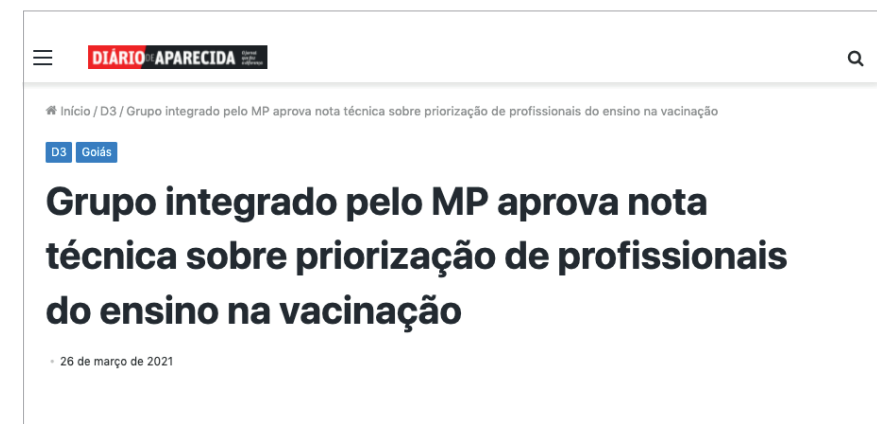 DIÁRIO DE APARECIDA
Início / D3 / Grupo integrado pelo MP aprova nota técnica sobre priorização de profissionais do ensino na vacinação
D3 Goiás
Grupo integrado pelo MP aprova nota
técnica sobre priorização de profissionais
do ensino na vacinação
26 de março de 2021